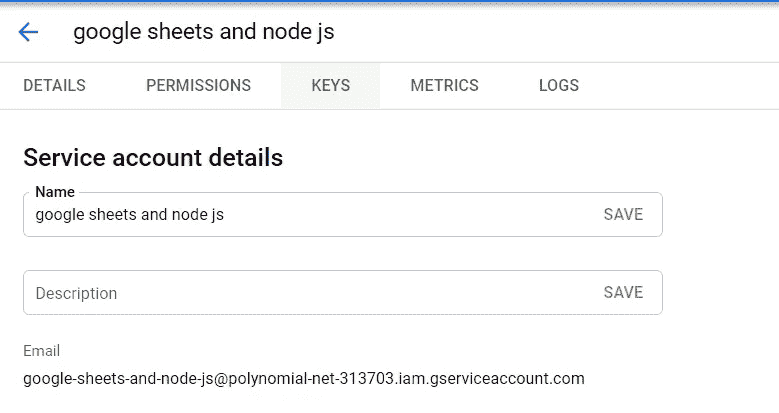 google sheets and node js
DETAILS PERMISSIONS KEYS METRICS LOGS
Service account details
Name
google sheets and node js SAVE
Description SAVE
Email
google-sheets-and-node-js@polynomial-net-313703.iam.gserviceaccount.com